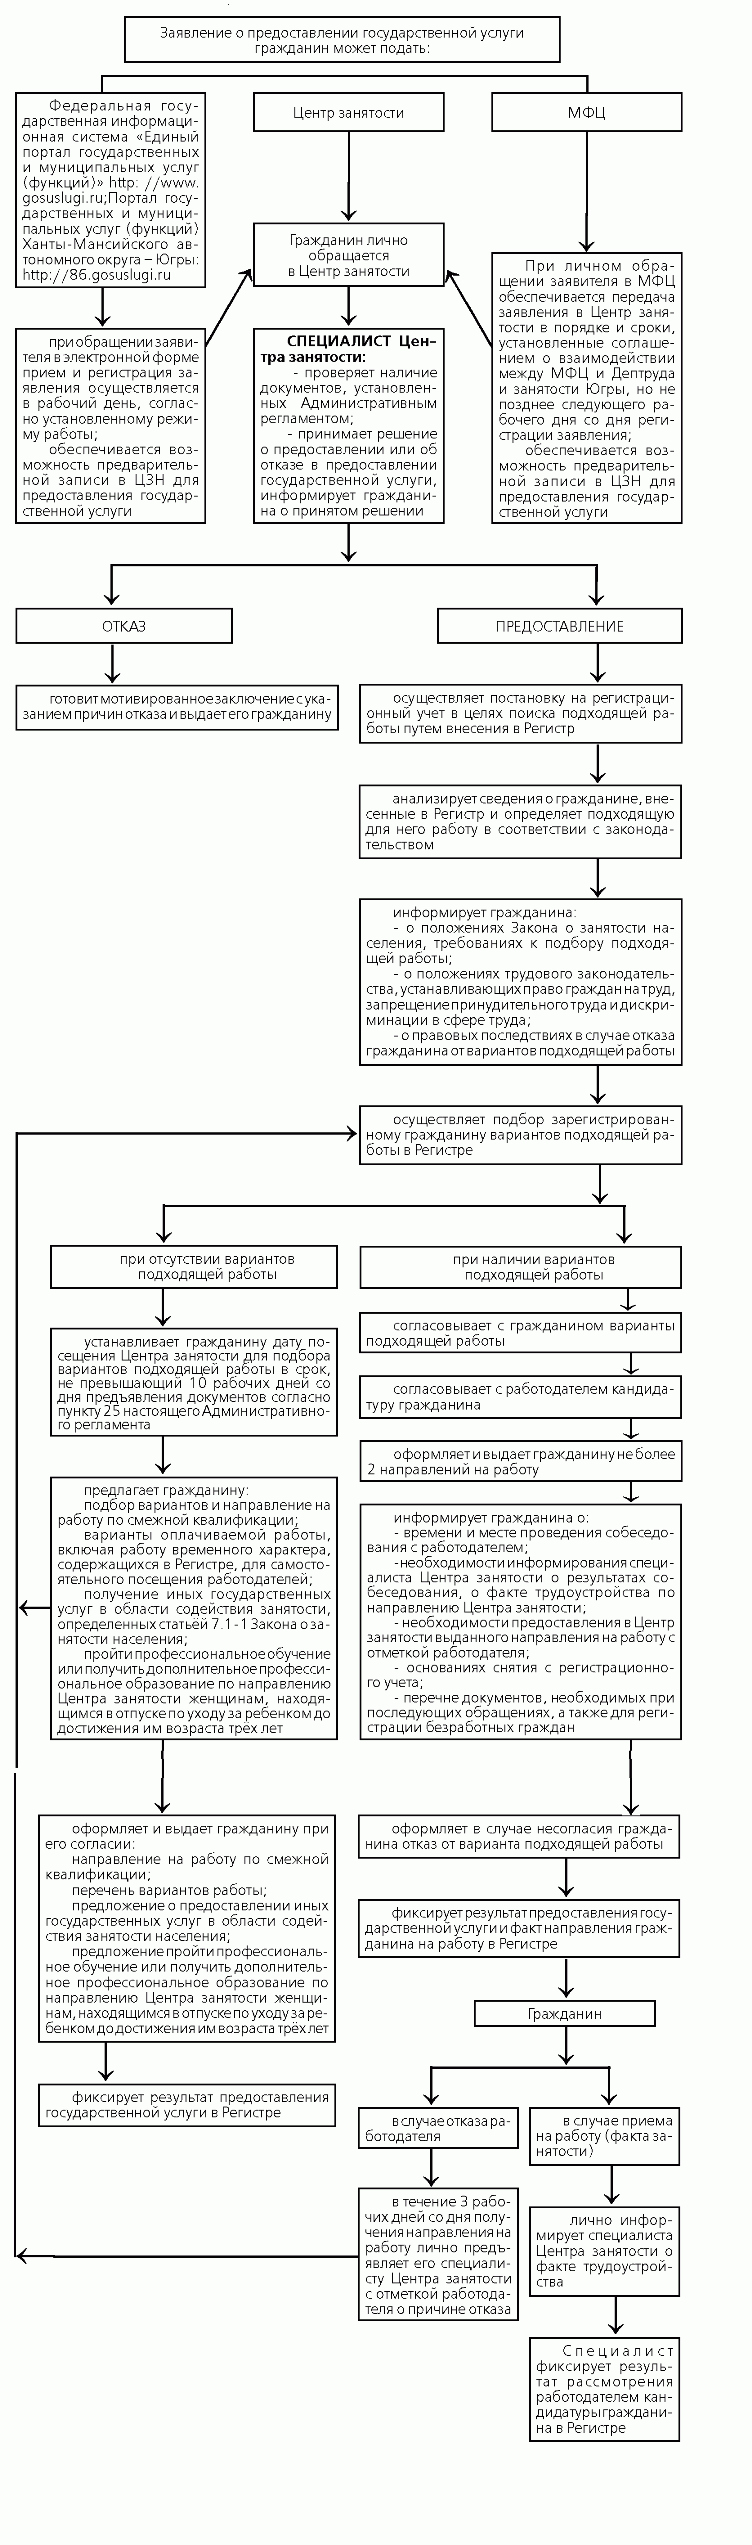 Заявление о предоставлении государственной услуги
гражданин может подать:
Федеральная госу-
дарственная информаци-
онная система «Единый
портал государственных
и муниципальных услуг
(функций)» http: //www.
gosuslugi.ru;Портал госу-
дарственных и муници-
пальных услуг (функций)
Ханты-Мансийского ав-
тономного округа – Югры:
http://86.gosuslugi.ru
Центр занятости
МФЦ
Гражданин лично
обращается
в Центр занятости
при обращении заяви-
теля в электронной форме
прием и регистрация за-
явления осуществляется
в рабочий день, соглас-
но установленному режи-
му работы;
обеспечивается воз-
можность предваритель-
ной записи в ЦЗН для
предоставления государ-
ственной услуги
СПЕЦИАЛИСТ Цен-
тра занятости:
- проверяет наличие
документов, установлен-
ных Административным
регламентом;
- принимает решение
о предоставлении или об
отказе в предоставлении
государственной услуги,
информирует граждани-
на о принятом решении
При личном обра-
щении заявителя в МФЦ
обеспечивается передача
заявления в Центр заня-
тости в порядке и сроки,
установленные соглаше-
нием о взаимодействии
между МФЦ и Дептруда
и занятости Югры, но не
позднее следующего ра-
бочего дня со дня реги-
страции заявления;
обеспечивается воз-
можность предваритель-
ной записи в ЦЗН для
предоставления государ-
ственной услуги
ОТКАЗ
ПРЕДОСТАВЛЕНИЕ
готовит мотивированное заключение с ука-
занием причин отказа и выдает его гражданину
осуществляет постановку на регистраци-
онный учет в целях поиска подходящей ра-
боты путем внесения в Регистр
анализирует сведения о гражданине, вне-
сенные в Регистр и определяет подходящую
для него работу в соответствии с законода-
тельством
информирует гражданина:
- о положениях Закона о занятости на-
селения, требованиях к подбору подходя-
щей работы;
- о положениях трудового законодатель-
ства, устанавливающих право граждан на труд,
запрещение принудительного труда и дискри-
минации в сфере труда;
- о правовых последствиях в случае отказа
гражданина от вариантов подходящей работы
осуществляет подбор зарегистрирован-
ному гражданину вариантов подходящей ра-
боты в Регистре
при отсутствии вариантов
подходящей работы
при наличии вариантов
подходящей работы
устанавливает гражданину дату по-
сещения Центра занятости для подбора
вариантов подходящей работы в срок,
не превышающий 10 рабочих дней со
дня предъявления документов согласно
пункту 25 настоящего Административно-
го регламента
согласовывает с гражданином варианты
подходящей работы
согласовывает с работодателем кандида-
туру гражданина
оформляет и выдает гражданину не более
2 направлений на работу
предлагает гражданину:
подбор вариантов и направление на
работу по смежной квалификации;
варианты оплачиваемой работы,
включая работу временного характера,
содержащихся в Регистре, для самосто-
ятельного посещения работодателей;
получение иных государственных
услуг в области содействия занятости,
определенных статьёй 7.1 -1 Закона о за-
нятости населения;
пройти профессиональное обучение
или получить дополнительное професси-
ональное образование по направлению
Центра занятости женщинам, находя-
щимся в отпуске по уходу за ребенком до
достижения им возраста трёх лет
информирует гражданина о:
- времени и месте проведения собеседо-
вания с работодателем;
- необходимости информирования специ-
алиста Центра занятости о результатах со-
беседования, о факте трудоустройства по
направлению Центра занятости;
- необходимости предоставления в Центр
занятости выданного направления на работу с
отметкой работодателя;
- основаниях снятия с регистрационно-
го учета;
- перечне документов, необходимых при
последующих обращениях, а также для реги-
страции безработных граждан
оформляет и выдает гражданину при
его согласии:
направление на работу по смежной
квалификации;
перечень вариантов работы;
предложение о предоставлении иных
государственных услуг в области содей-
ствия занятости населения;
предложение пройти профессиональ-
ное обучение или получить дополнитель-
ное профессиональное образование по
направлению Центра занятости женщи-
нам, находящимся в отпуске по уходу за ре-
бенком до достижения им возраста трёх лет
оформляет в случае несогласия гражда-
нина отказ от варианта подходящей работы
фиксирует результат предоставления госу-
дарственной услуги и факт направления граж-
данина на работу в Регистре
Гражданин
фиксирует результат предоставления
государственной услуги в Регистре
в случае отказа ра-
ботодателя
в случае приема
на работу (факта за-
нятости)
в течение 3 рабо-
чих дней со дня полу-
чения направления на
работу лично предъ-
являет его специали-
сту Центра занятости
с отметкой работода-
теля о причине отказа
лично инфор-
мирует специалиста
Центра занятости о
факте трудоустрой-
ства
Специалист
фиксирует резуль-
тат рассмотрения
работодателем кан-
дидатуры граждани-
на в Регистре